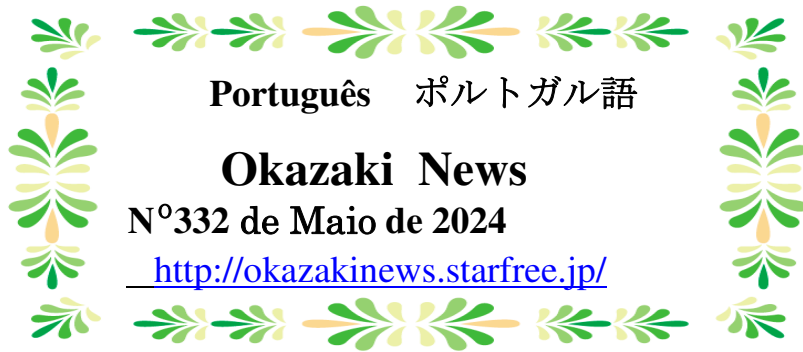 Português ポルトガル語
Okazaki News
Nº332 de Maio de 2024
http://okazakinews.starfree.jp/